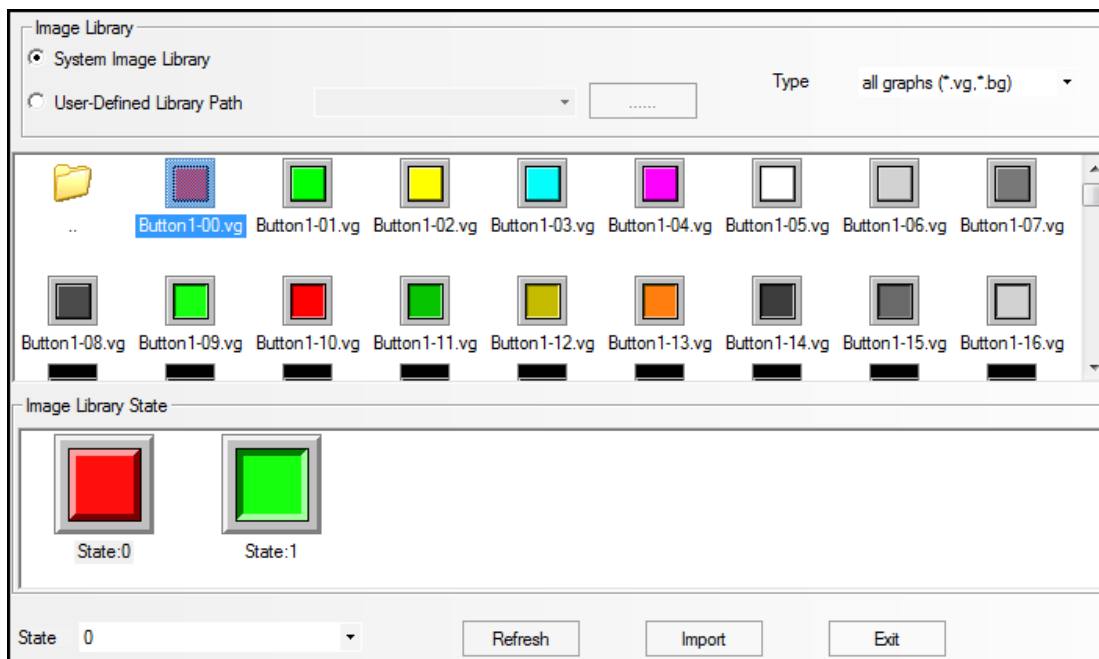 Image Library
System Image Library
Type all graphs (*.vg,*.bg)
User-Defined Library Path ......
.. Button1-00.vg Button1-01.vg Button1-02.vg Button1-03.vg Button1-04.vg Button1-05.vg Button1-06.vg Button1-07.vg
Button1-08.vg Button1-09.vg Button1-10.vg Button1-11.vg Button1-12.vg Button1-13.vg Button1-14.vg Button1-15.vg Button1-16.vg
Image Library State
State:0 State:1
State 0 Refresh Import Exit